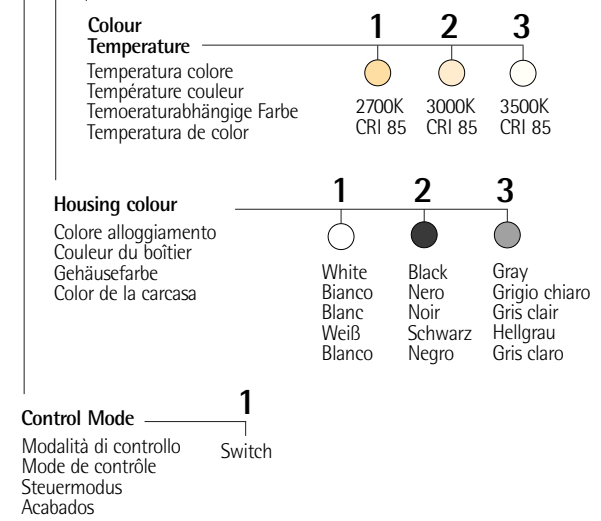 Colour
Temperature
1 2 3
Temperatura colore
Température couleur
Temoeraturabhängige Farbe
Temperatura de color
2700K 3000K 3500K
CRI 85 CRI 85 CRI 85
Housing colour
1 2 3
Colore alloggiamento
Couleur du boîtier
Gehäusefarbe
Color de la carcasa
White Black Gray
Bianco Nero Grigio chiaro
Blanc Noir Gris clair
Weiß Schwarz Hellgrau
Blanco Negro Gris claro
Control Mode
1
Modalità di controllo
Mode de contrôle
Steuermodus
Acabados
Switch